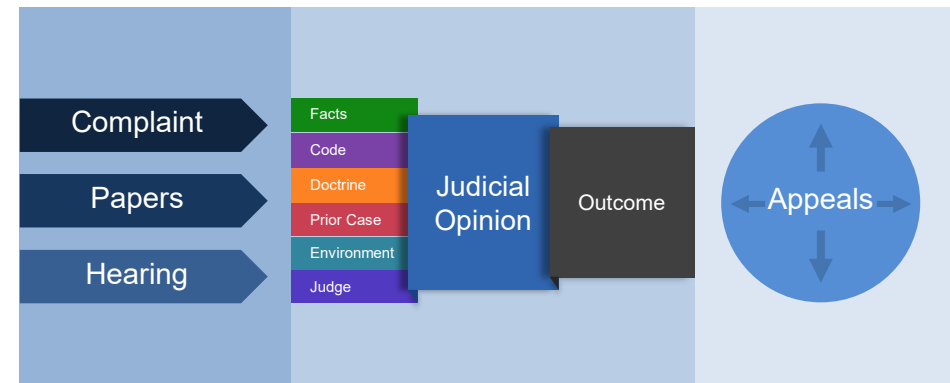 Complaint
Papers
Hearing
Facts
Code
Doctrine
Prior Case
Environment
Judge
Judicial
Opinion
Outcome
Appeals